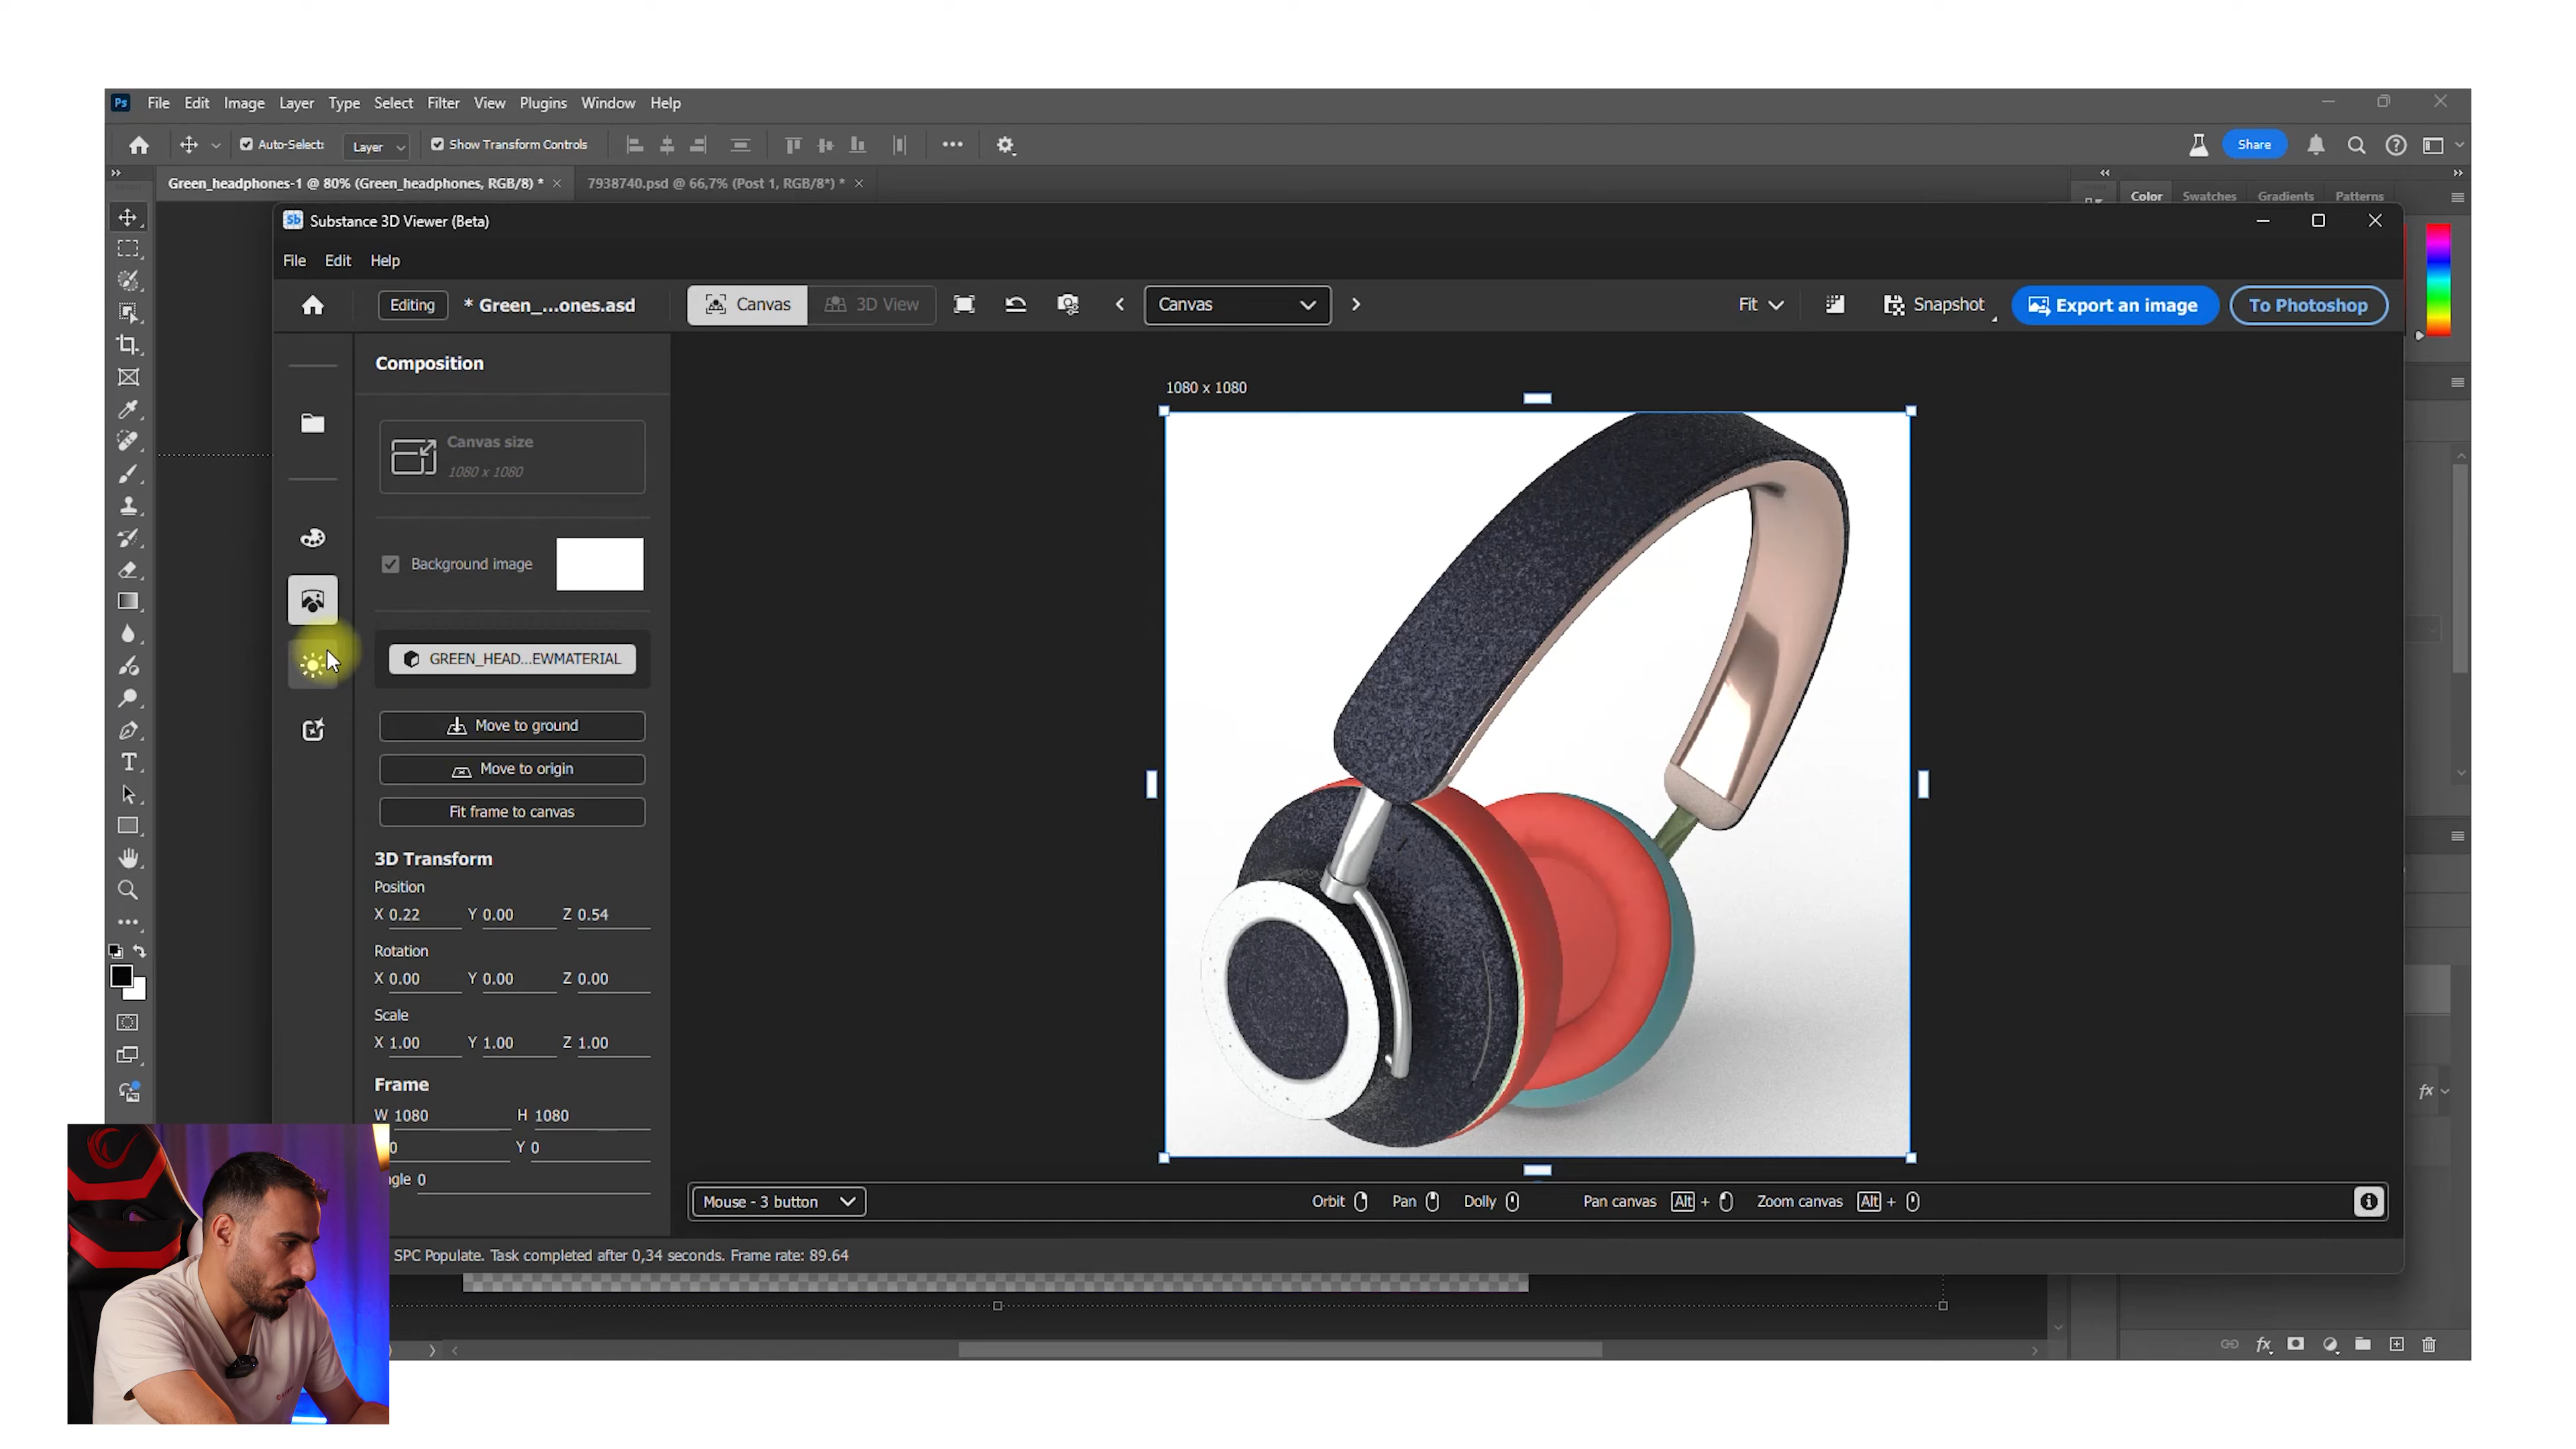 Ps File Edit Image Layer Type Select Filter View Plugins Window Help
Auto-Select: Layer Show Transform Controls ••• Share
Green_headphones-1 @ 80% (Green_headphones, RGB/8) * × 7938740.psd @ 66,7% (Post 1, RGB/8*) * ×
Color Swatches Gradients Patterns
Sb Substance 3D Viewer (Beta)
File Edit Help
Editing * Green_...ones.asd Canvas 3D View Canvas Fit Snapshot Export an image To Photoshop
Composition
Canvas size
1080 x 1080
Background image
GREEN_HEAD...EWMATERIAL
Move to ground
Move to origin
Fit frame to canvas
3D Transform
Position
X 0.22 Y 0.00 Z 0.54
Rotation
X 0.00 Y 0.00 Z 0.00
Scale
X 1.00 Y 1.00 Z 1.00
Frame
W 1080 H 1080
0 Y 0
ngle 0
1080 x 1080
Mouse - 3 button Orbit Pan Dolly Pan canvas Alt + Zoom canvas Alt +
SPC Populate. Task completed after 0,34 seconds. Frame rate: 89.64
fx
fx